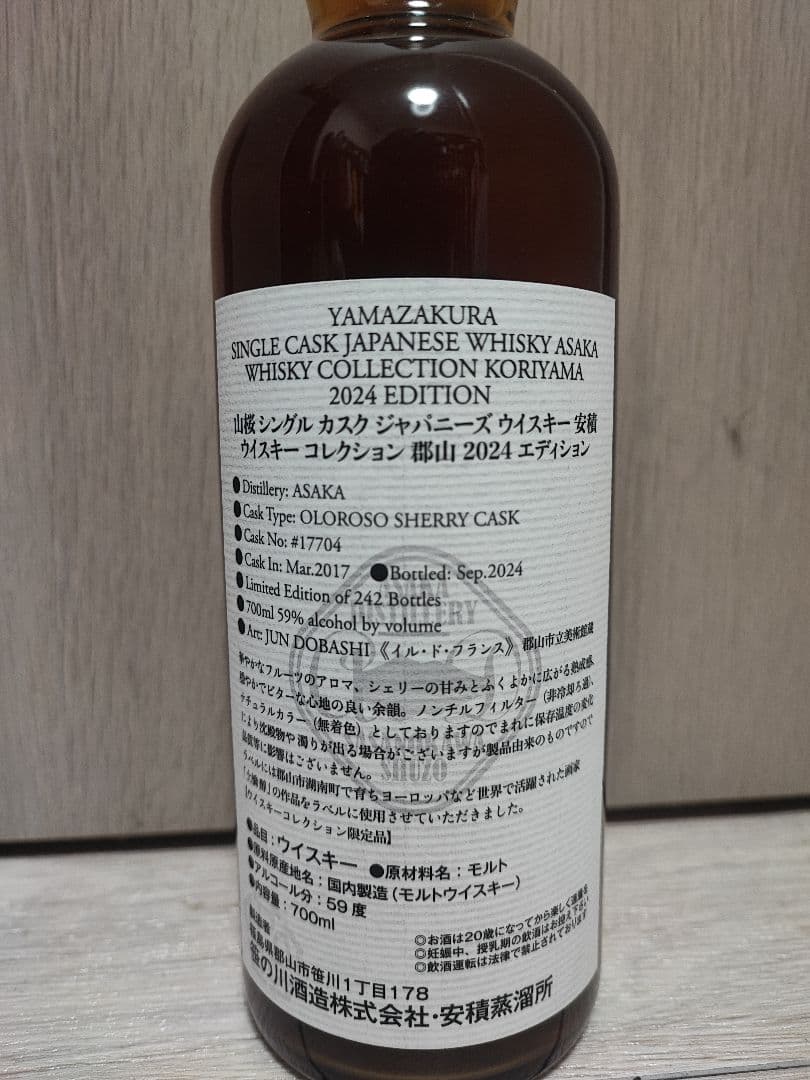 YAMAZAKURA
SINGLE CASK JAPANESE WHISKY ASAKA
WHISKY COLLECTION KORIYAMA
2024 EDITION
山桜 シングル カスク ジャパニーズ ウイスキー 安積
ウイスキー コレクション 郡山 2024 エディション
●Distillery: ASAKA
●Cask Type: OLOROSO SHERRY CASK
●Cask No: #17704
●Cask In: Mar.2017 ●Bottled: Sep.2024
●Limited Edition of 242 Bottles
●700ml 59% alcohol by volume
●Art: JUN DOBASHI 《イル・ド・フランス》 郡山市立美術館蔵
ASAKA
DISTILLERY
SASANOKAWA
SHUZO
華やかなフルーツのアロマ、シェリーの甘みとふくよかに広がる熟成感、
穏やかでビターな心地の良い余韻。ノンチルフィルター（非冷却ろ過）、
ナチュラルカラー（無着色）としておりますのでまれに保存温度の変化
により沈殿物や濁りが出る場合がございますが製品由来のものですので
品質等に影響はございません。
ラベルには郡山市湖南町で育ちヨーロッパなど世界で活躍された画家
の作品をラベルに使用させていただきました。
【ウイスキーコレクション限定品】
●品目：ウイスキー ●原材料名：モルト
●原料原産地名：国内製造（モルトウイスキー）
●アルコール分：59度
●内容量：700ml
製造者
福島県郡山市笹川1丁目178
笹の川酒造株式会社・安積蒸溜所
◎お酒は20歳になってから楽しく適量を
◎妊娠中、授乳期の飲酒はお控え下さい
◎飲酒運転は法律で禁止されております